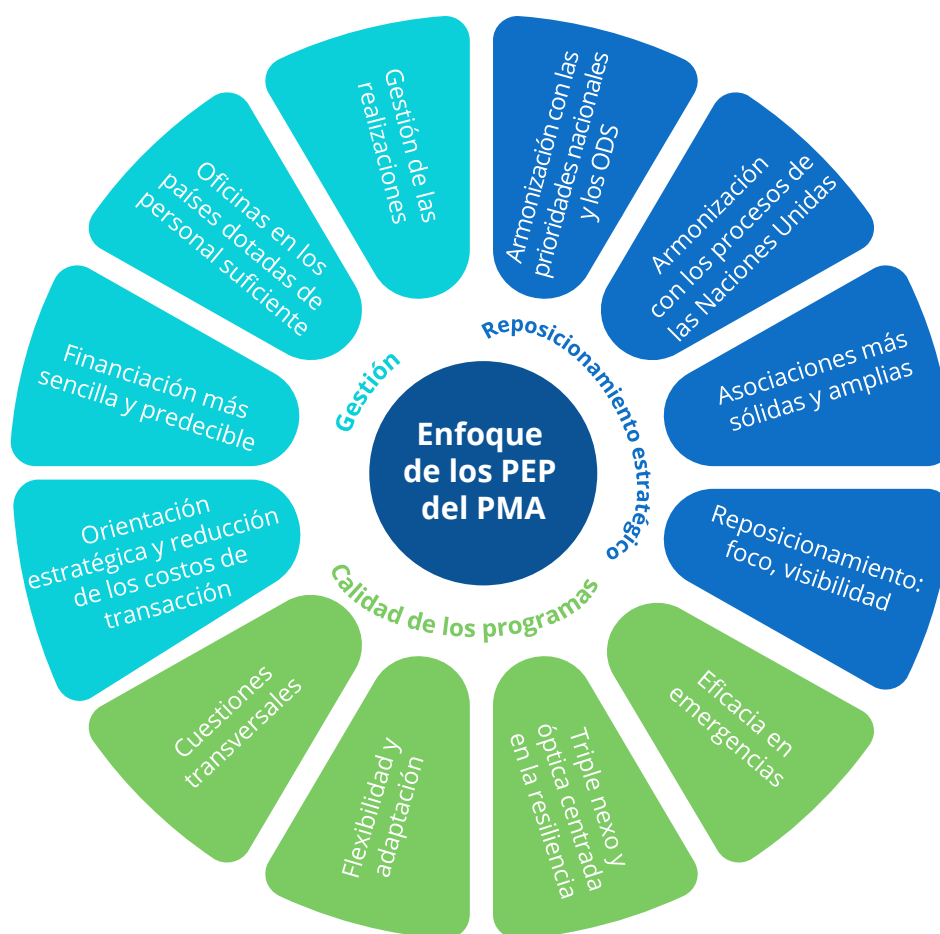 Enfoque
de los PEP
del PMA
Reposicionamiento estratégico
Armonización con las
prioridades nacionales
y los ODS
Armonización
con los procesos de
las Naciones Unidas
Asociaciones más
sólidas y amplias
Reposicionamiento:
foco, visibilidad
Calidad de los programas
Eficacia en
emergencias
Triple nexo y
óptica centrada
en la resiliencia
Flexibilidad y
adaptación
Cuestiones
transversales
Gestión
Orientación
estratégica y reducción
de los costos de
transacción
Financiación más
sencilla y predecible
Oficinas en los
países dotadas de
personal suficiente
Gestión de las
realizaciones